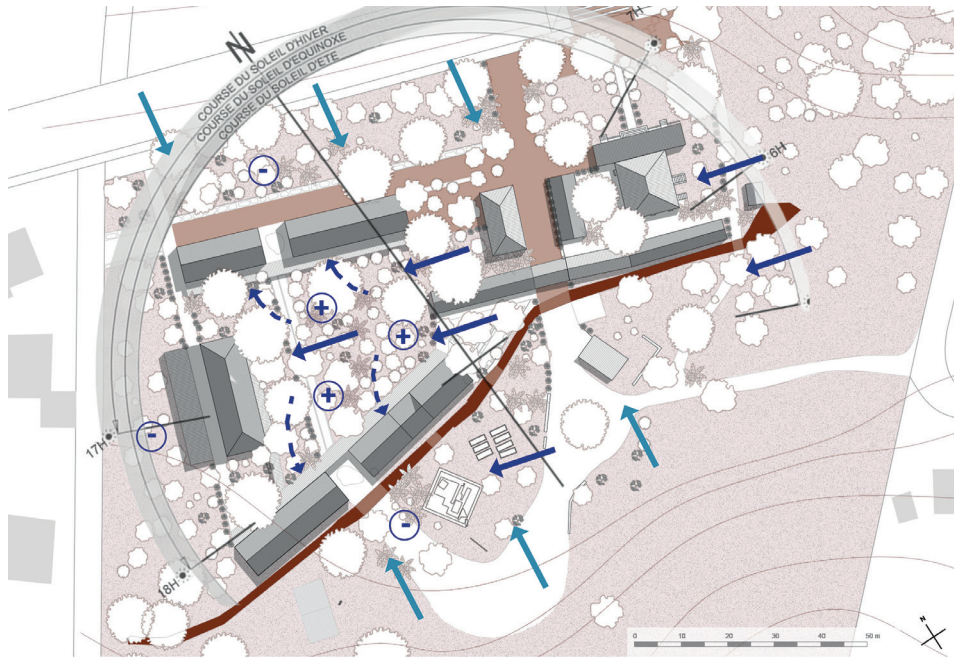 N
COURSE DU SOLEIL D'HIVER
COURSE DU SOLEIL D'EQUINOXE
COURSE DU SOLEIL D'ETE
7H
6H
-
+
+
+
-
17H
-
18H
0 10 20 30 40 50 m
N